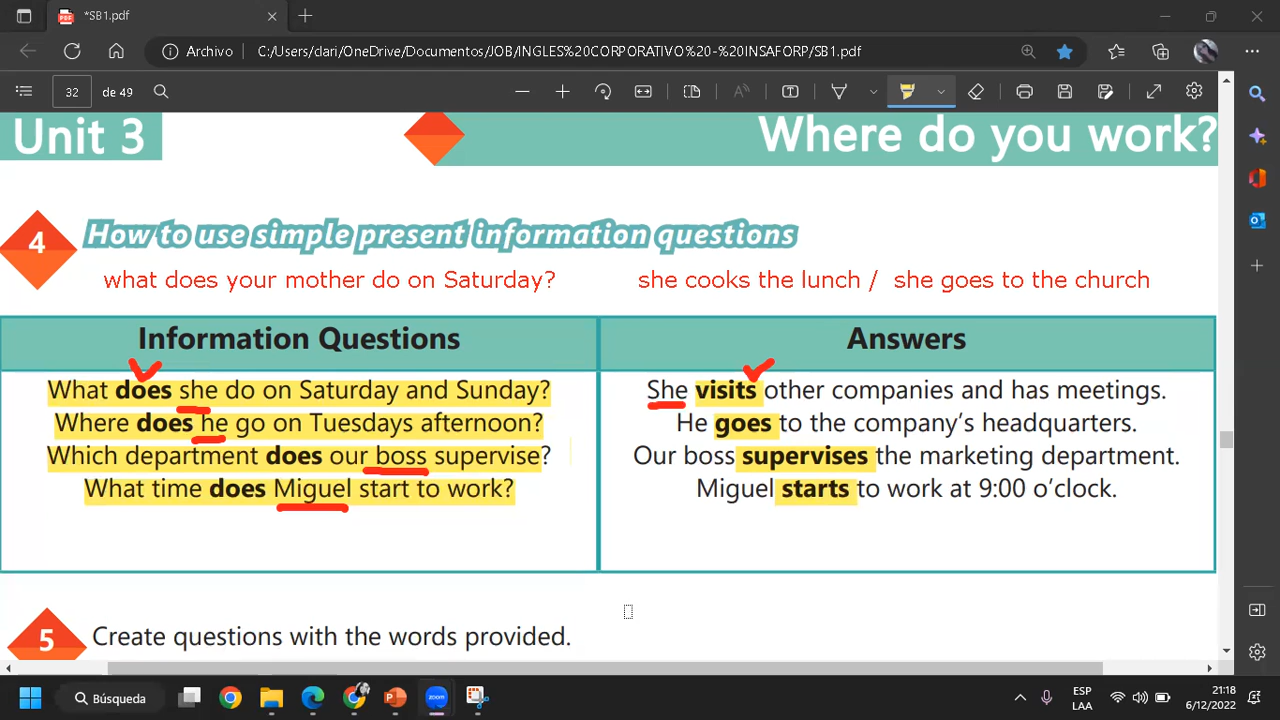 *SB1.pdf
Archivo
C:/Users/clari/OneDrive/Documentos/JOB/INGLES%20CORPORATIVO%20-%20INSAFORP/SB1.pdf
32 de 49
Unit 3
Where do you work?
4
How to use simple present information questions
what does your mother do on Saturday?
she cooks the lunch / she goes to the church
Information Questions
Answers
What does she do on Saturday and Sunday?
She visits other companies and has meetings.
Where does he go on Tuesdays afternoon?
He goes to the company’s headquarters.
Which department does our boss supervise?
Our boss supervises the marketing department.
What time does Miguel start to work?
Miguel starts to work at 9:00 o’clock.
5
Create questions with the words provided.
Búsqueda
zoom
ESP
LAA
21:18
6/12/2022